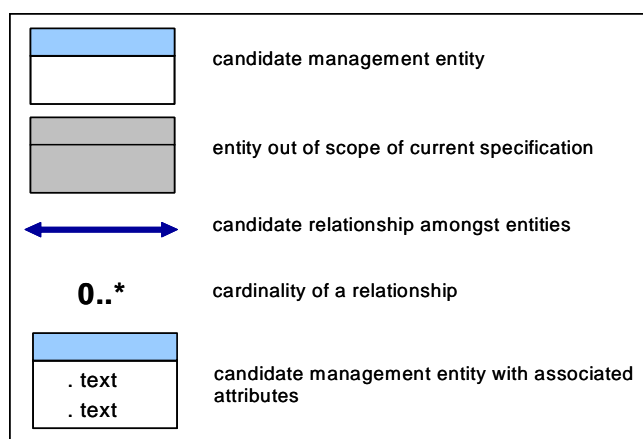 candidate management entity
entity out of scope of current specification
candidate relationship amongst entities
0..*
cardinality of a relationship
. text
. text
candidate management entity with associated
attributes